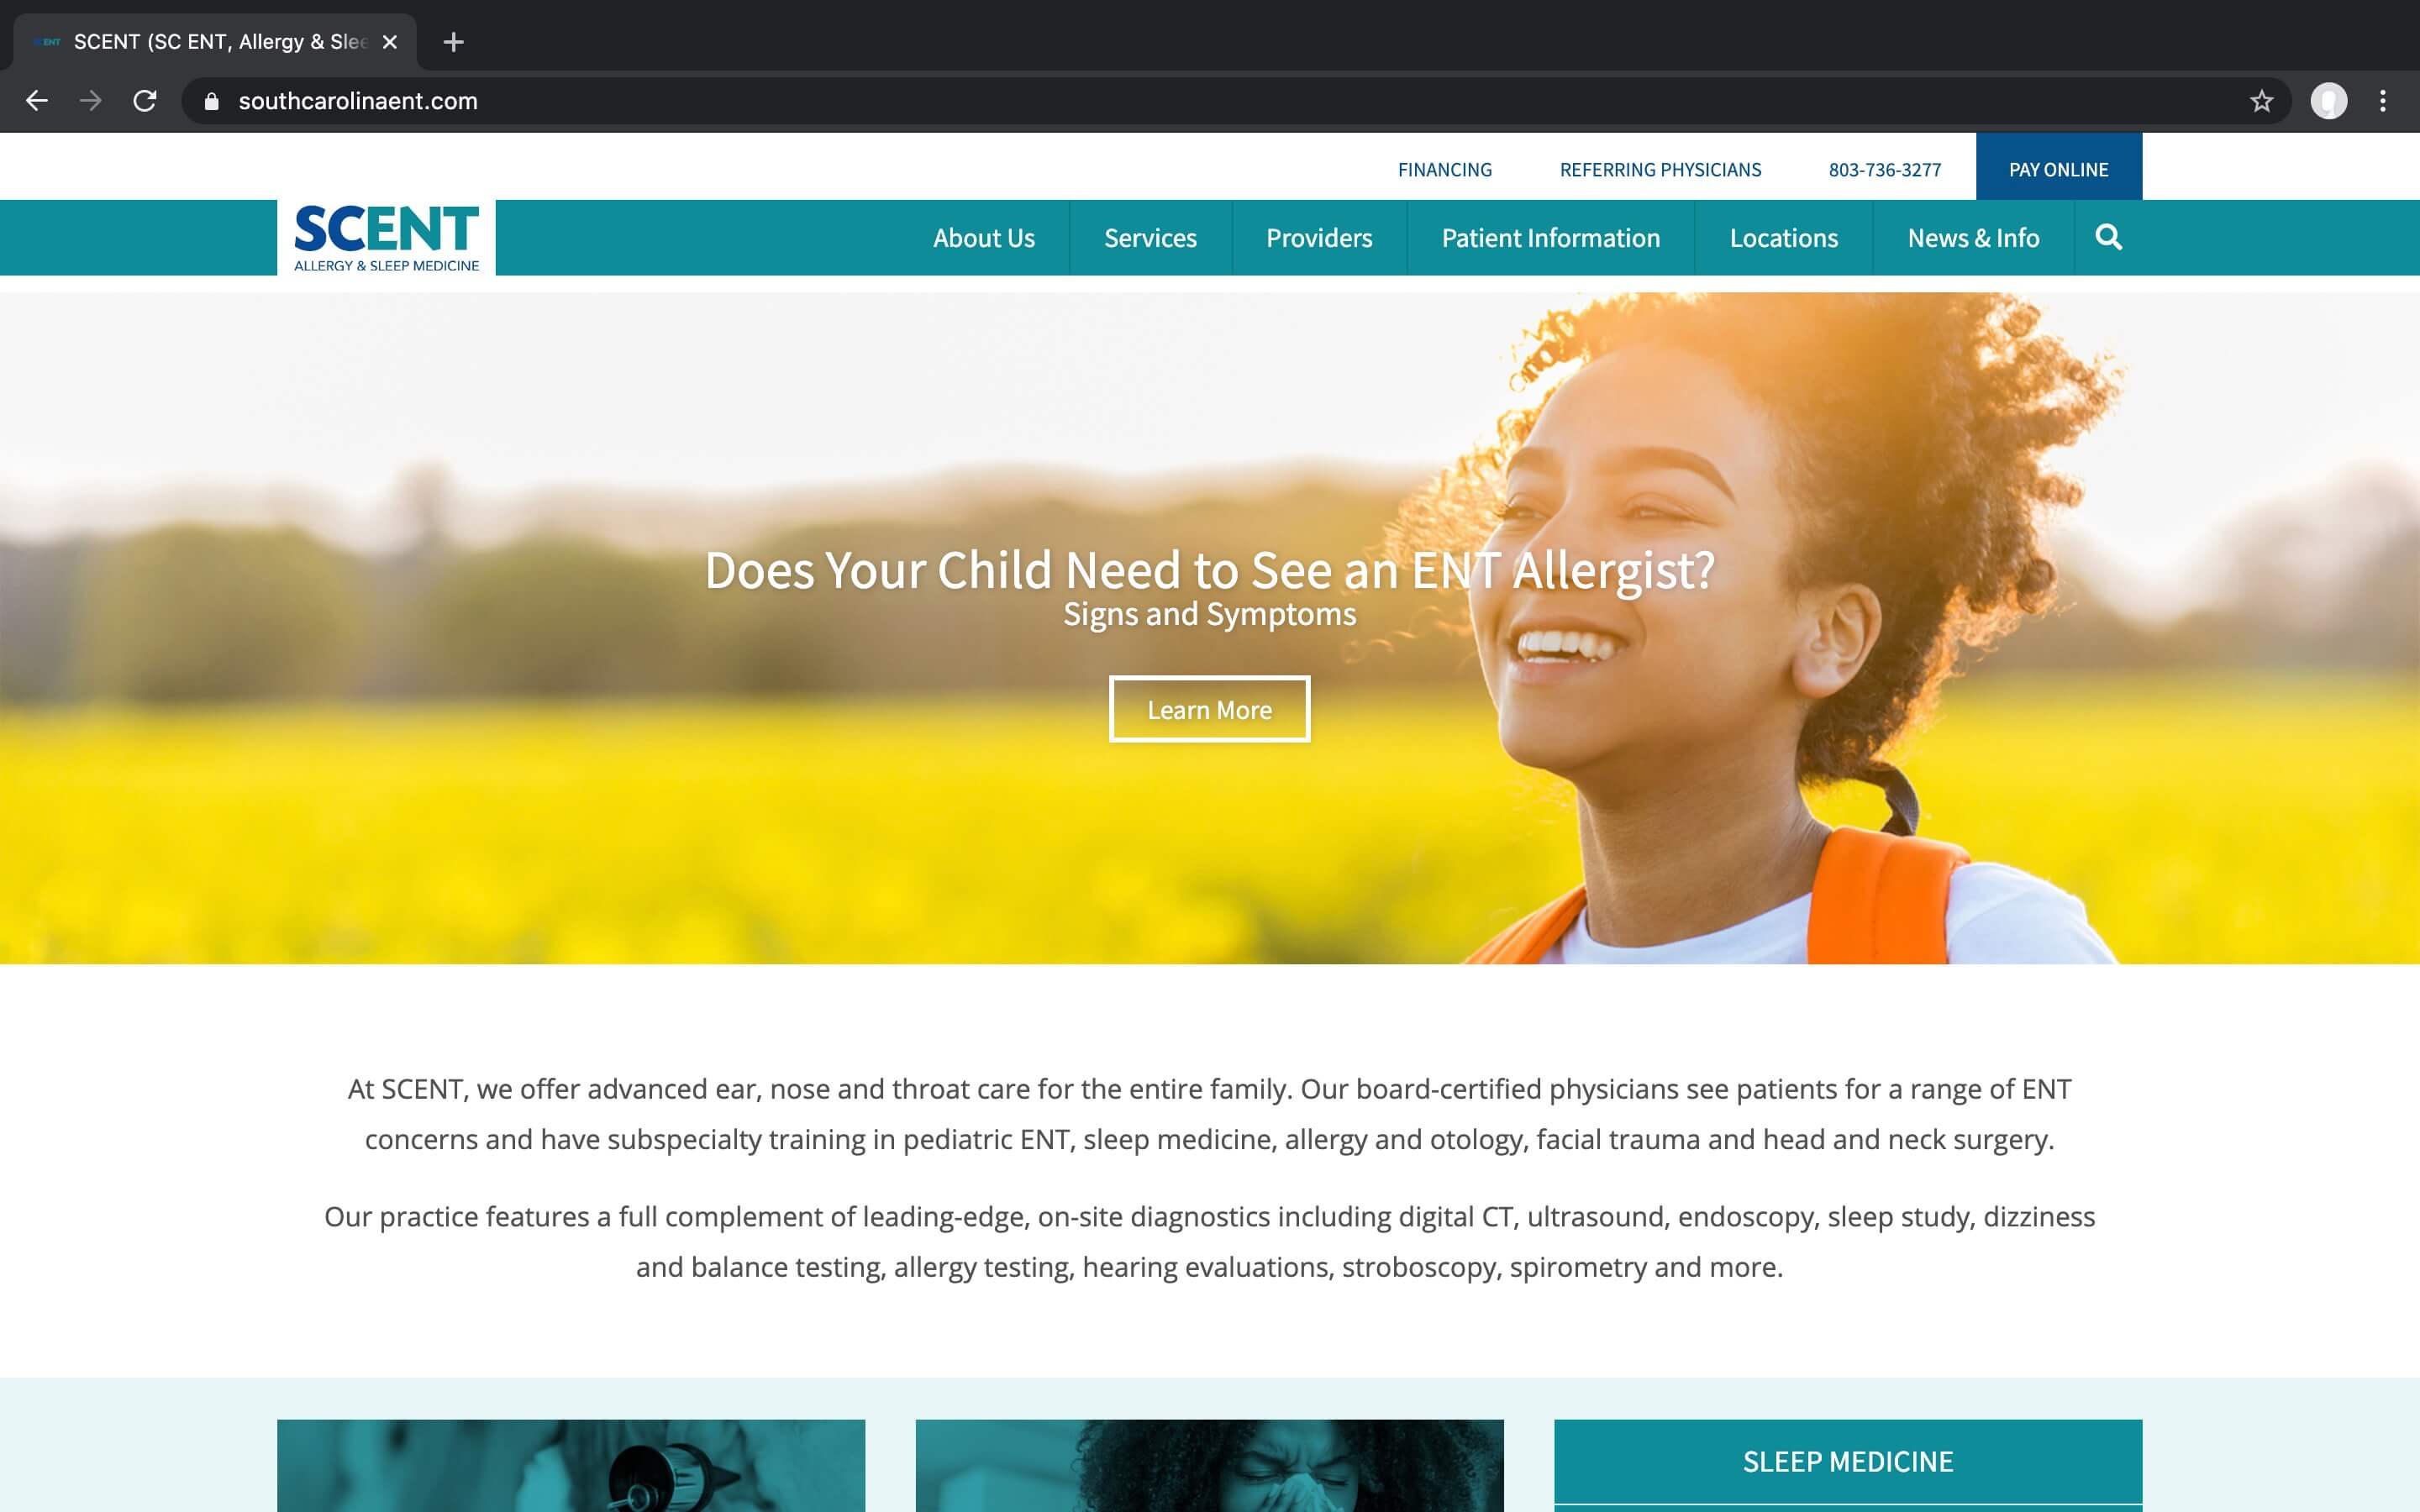 SCENT (SC ENT, Allergy & Slee
southcarolinaent.com
FINANCING
REFERRING PHYSICIANS
803-736-3277
PAY ONLINE
SCENT
ALLERGY & SLEEP MEDICINE
About Us
Services
Providers
Patient Information
Locations
News & Info
Does Your Child Need to See an ENT Allergist?
Signs and Symptoms
Learn More
At SCENT, we offer advanced ear, nose and throat care for the entire family. Our board-certified physicians see patients for a range of ENT
concerns and have subspecialty training in pediatric ENT, sleep medicine, allergy and otology, facial trauma and head and neck surgery.
Our practice features a full complement of leading-edge, on-site diagnostics including digital CT, ultrasound, endoscopy, sleep study, dizziness
and balance testing, allergy testing, hearing evaluations, stroboscopy, spirometry and more.
SLEEP MEDICINE